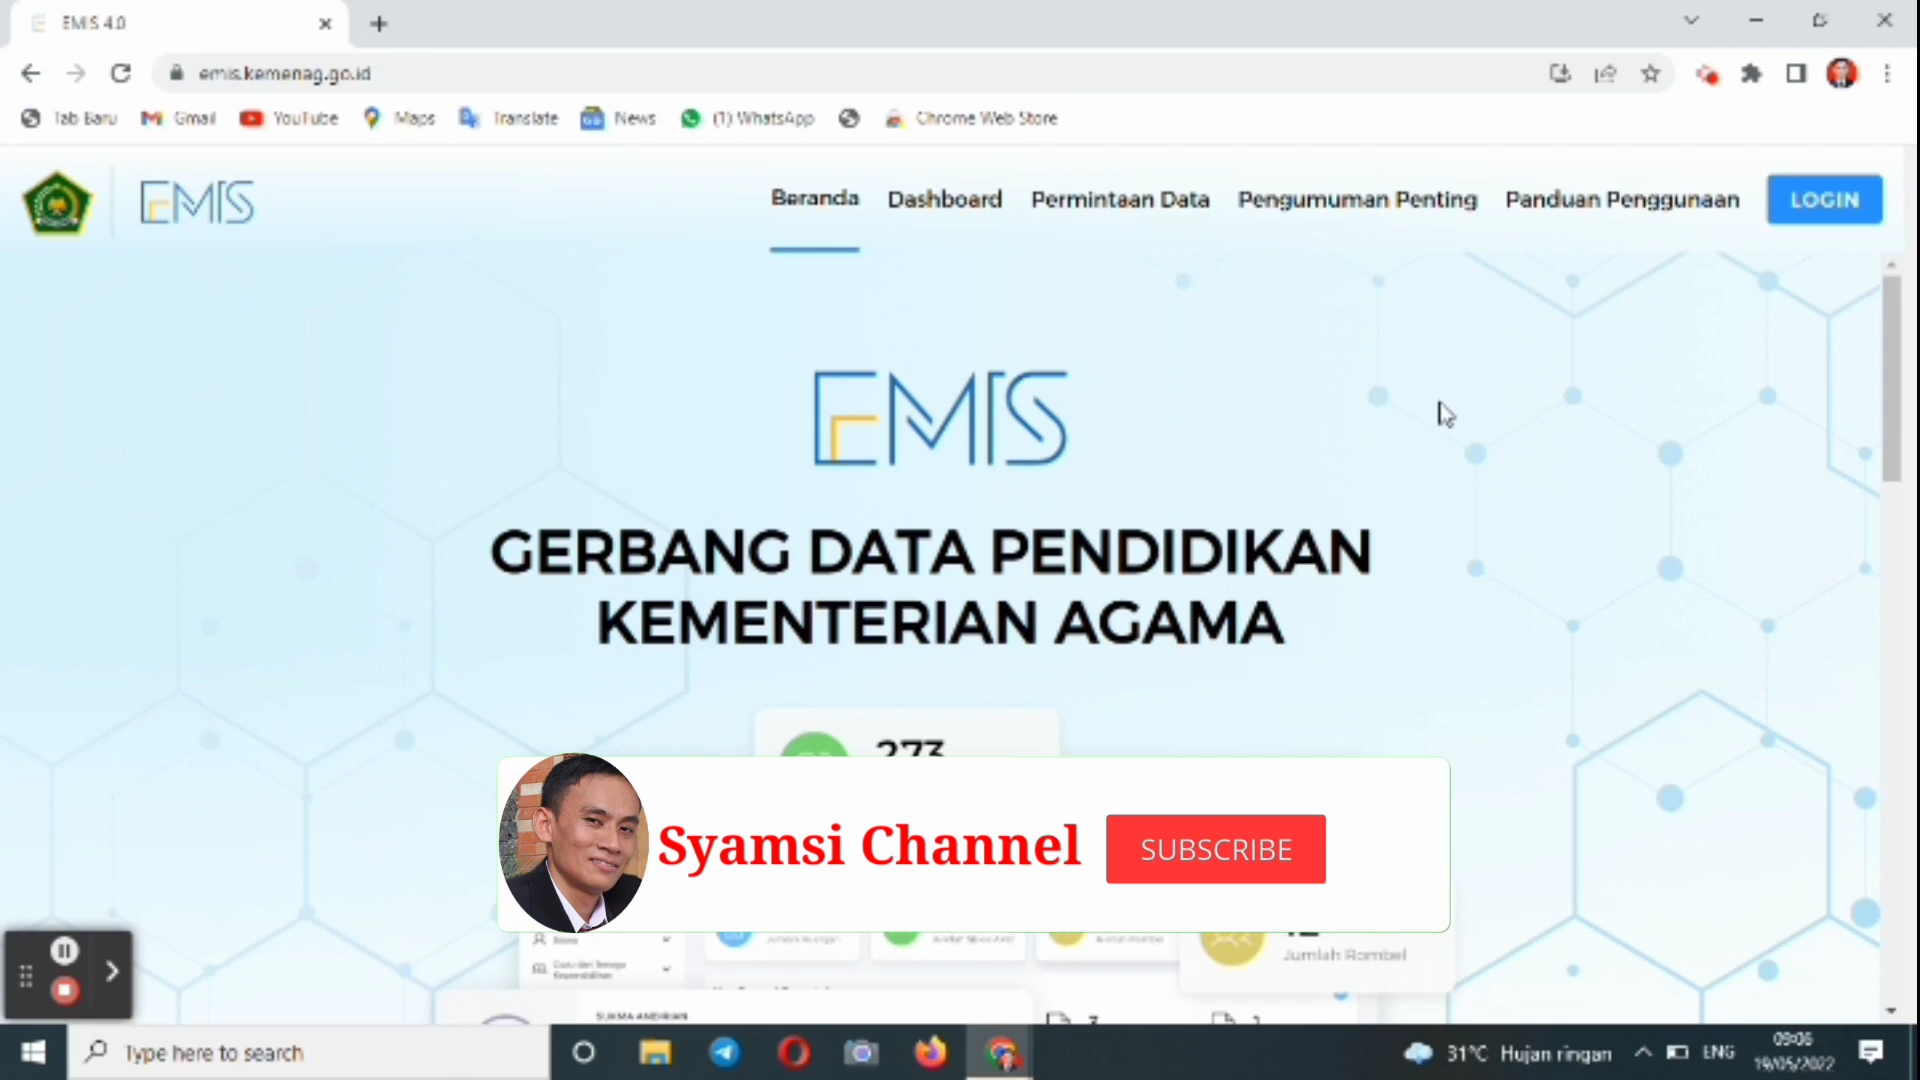 EMIS 4.0
emis.kemenag.go.id
Tab Baru Gmail YouTube Maps Translate News (1) WhatsApp Chrome Web Store
EMIS Beranda Dashboard Permintaan Data Pengumuman Penting Panduan Penggunaan LOGIN
EMIS
GERBANG DATA PENDIDIKAN
KEMENTERIAN AGAMA
273
Syamsi Channel SUBSCRIBE
Jumlah Rombel
Type here to search
31°C Hujan ringan ENG
09:06
19/05/2022